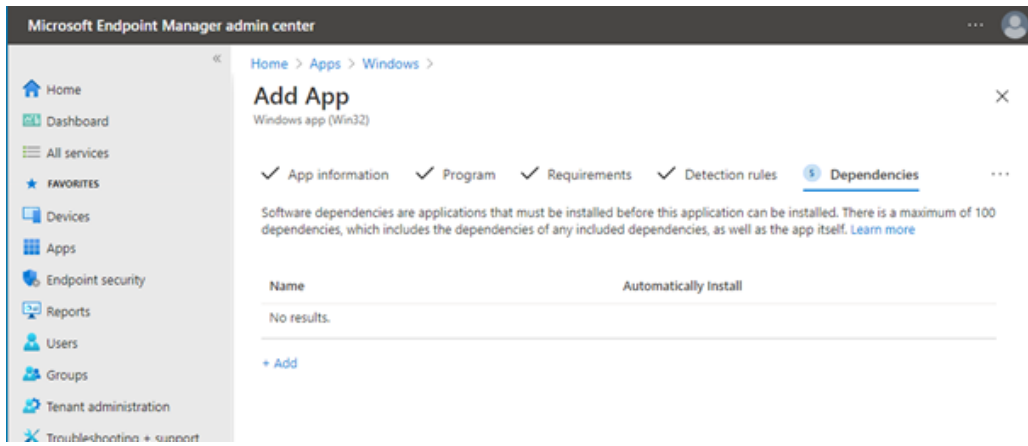 Microsoft Endpoint Manager admin center
...
«
Home
Dashboard
All services
FAVORITES
Devices
Apps
Endpoint security
Reports
Users
Groups
Tenant administration
Troubleshooting + support
Home > Apps > Windows >
Add App
Windows app (Win32)
App information Program Requirements Detection rules 5 Dependencies ...
Software dependencies are applications that must be installed before this application can be installed. There is a maximum of 100
dependencies, which includes the dependencies of any included dependencies, as well as the app itself. Learn more
Name Automatically Install
No results.
+ Add